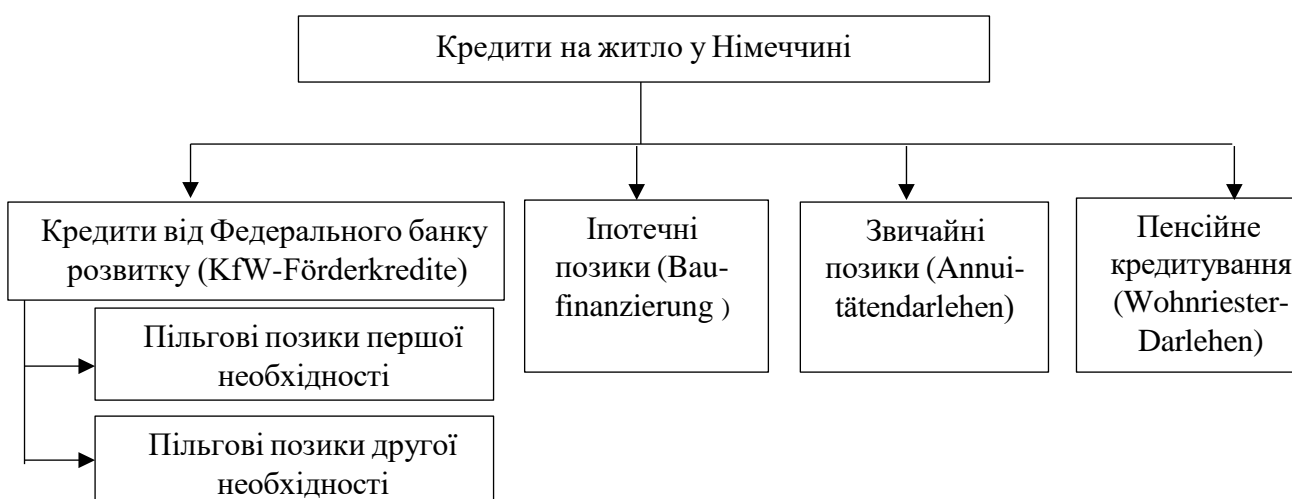 Кредити на житло у Німеччині
Кредити від Федерального банку
розвитку (KfW-Förderkredite)
Іпотечні
позики (Bau-
finanzierung )
Звичайні
позики (Annui-
tätendarlehen)
Пенсійне
кредитування
(Wohnriester-
Darlehen)
Пільгові позики першої
необхідності
Пільгові позики другої
необхідності